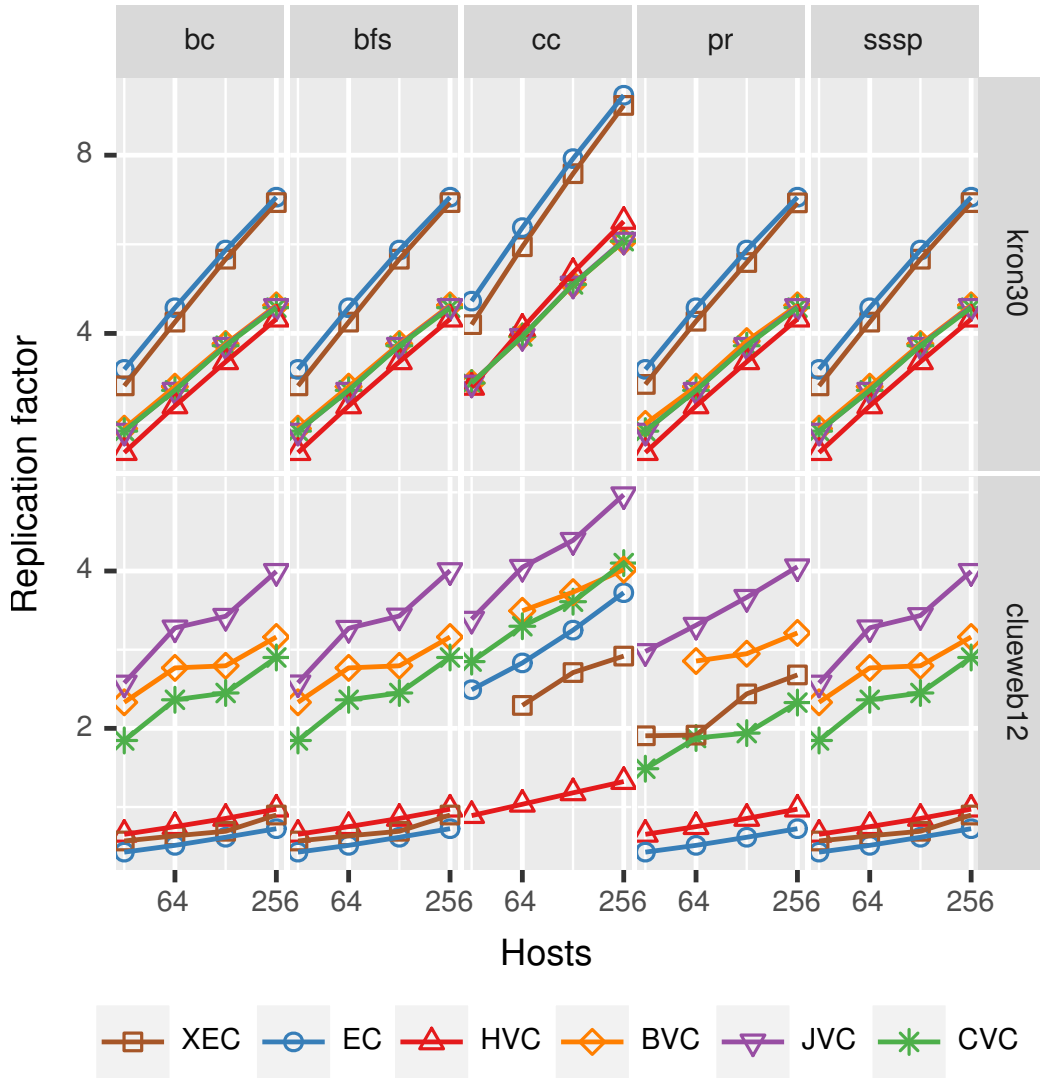 bc bfs cc pr sssp
8
4
kron30
Replication factor
4
2
clueweb12
64 256 64 256 64 256 64 256 64 256
Hosts
XEC EC HVC BVC JVC CVC